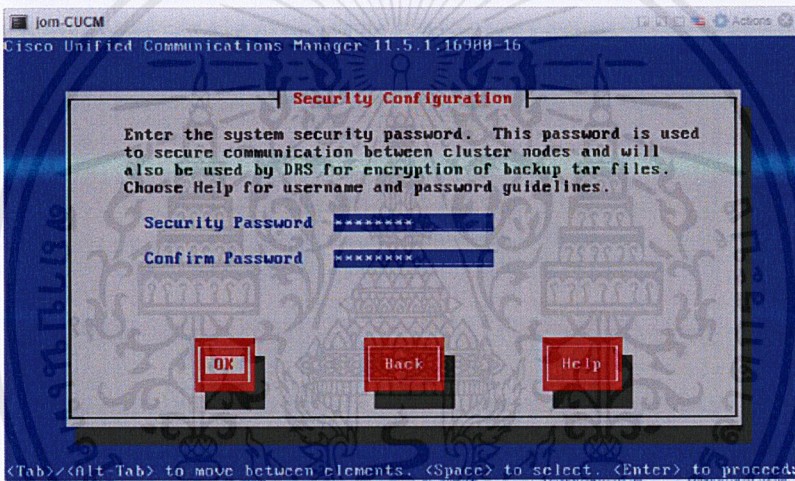 jom-CUCM
Actions
Cisco Unified Communications Manager 11.5.1.16900-16
Security Configuration
Enter the system security password. This password is used
to secure communication between cluster nodes and will
also be used by DRS for encryption of backup tar files.
Choose Help for username and password guidelines.
Security Password ********
Confirm Password ********
OK Back Help
<Tab>/<Alt-Tab> to move between elements. <Space> to select. <Enter> to proceed